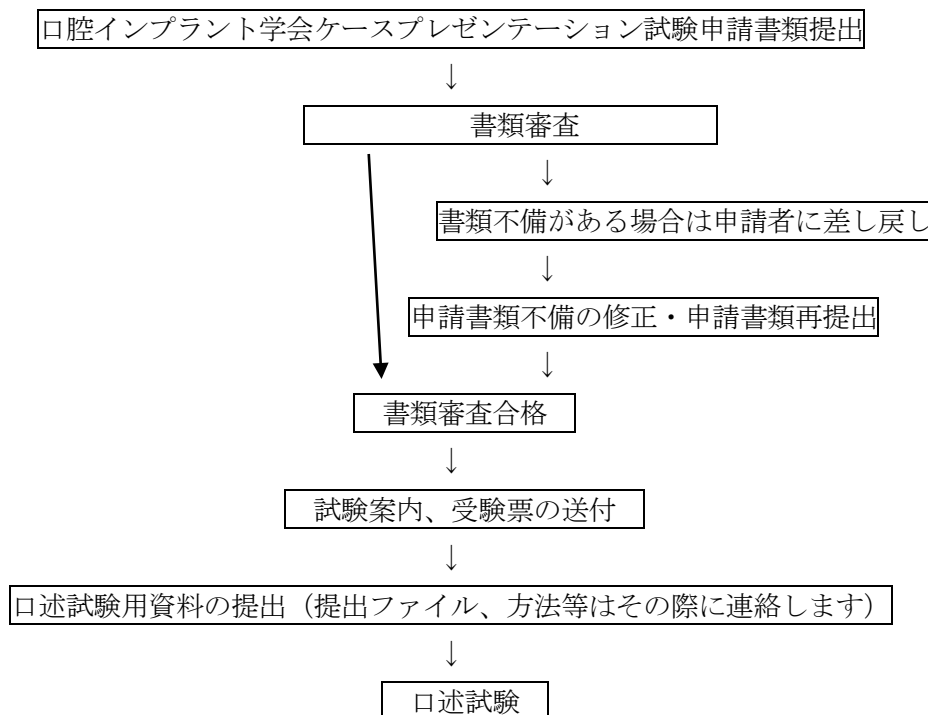 口腔インプラント学会ケースプレゼンテーション試験申請書類提出
↓
書類審査
↓
書類不備がある場合は申請者に差し戻し
↓
申請書類不備の修正・申請書類再提出
↓
書類審査合格
↓
試験案内、受験票の送付
↓
口述試験用資料の提出（提出ファイル、方法等はその際に連絡します）
↓
口述試験